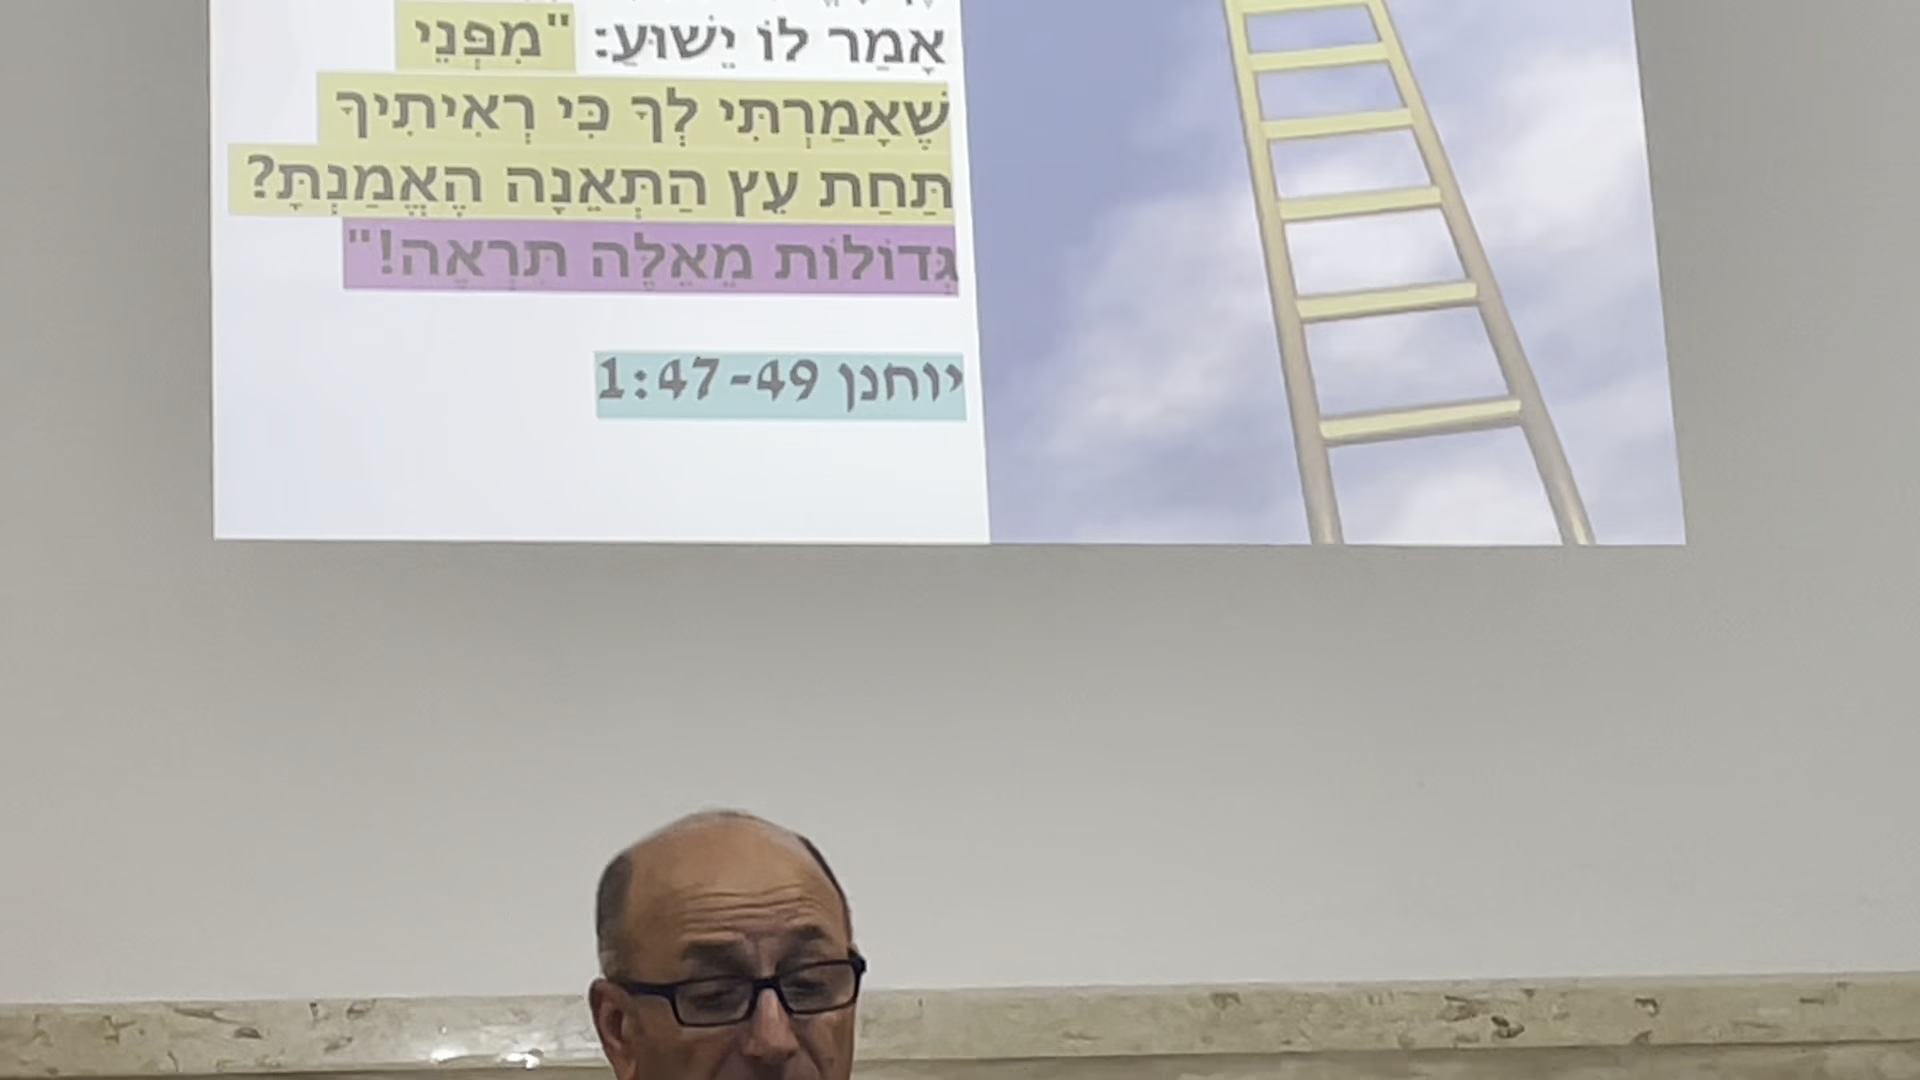 אָמַר לוֹ יֵשׁוּעַ: "מִפְּנֵי
שֶׁאָמַרְתִּי לְךָ כִּי רְאִיתִיךָ
תַּחַת עֵץ הַתְּאֵנָה הֶאֱמַנְתָּ?
גְּדוֹלוֹת מֵאֵלֶּה תִּרְאֶה!"
יוחנן 1:47-49